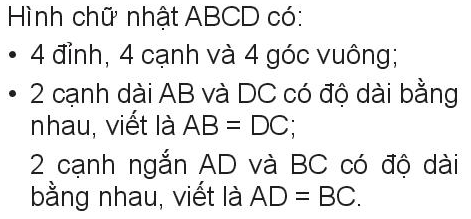 Hình chữ nhật ABCD có:
• 4 đỉnh, 4 cạnh và 4 góc vuông;
• 2 cạnh dài AB và DC có độ dài bằng
nhau, viết là AB = DC;
2 cạnh ngắn AD và BC có độ dài
bằng nhau, viết là AD = BC.